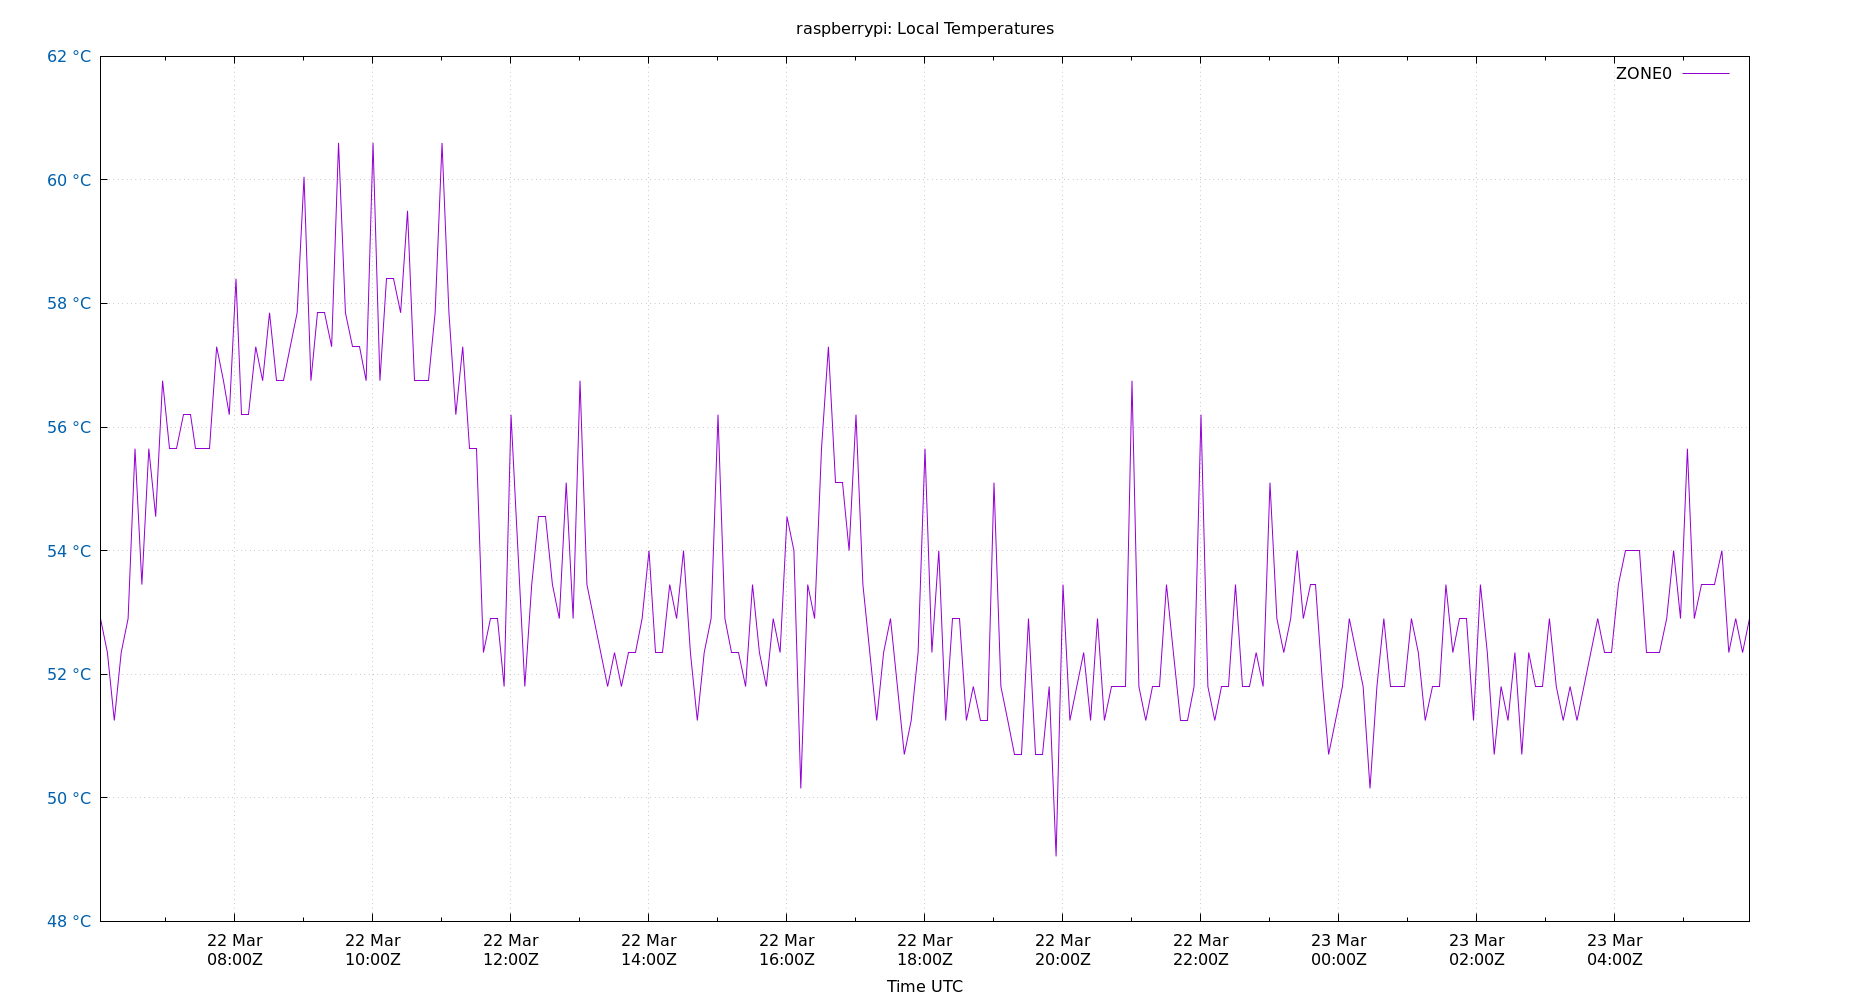 raspberrypi: Local Temperatures
62 °C
ZONE0
60 °C
58 °C
56 °C
54 °C
52 °C
50 °C
48 °C
22 Mar 22 Mar 22 Mar 22 Mar 22 Mar 22 Mar 22 Mar 22 Mar 23 Mar 23 Mar 23 Mar
08:00Z 10:00Z 12:00Z 14:00Z 16:00Z 18:00Z 20:00Z 22:00Z 00:00Z 02:00Z 04:00Z
Time UTC